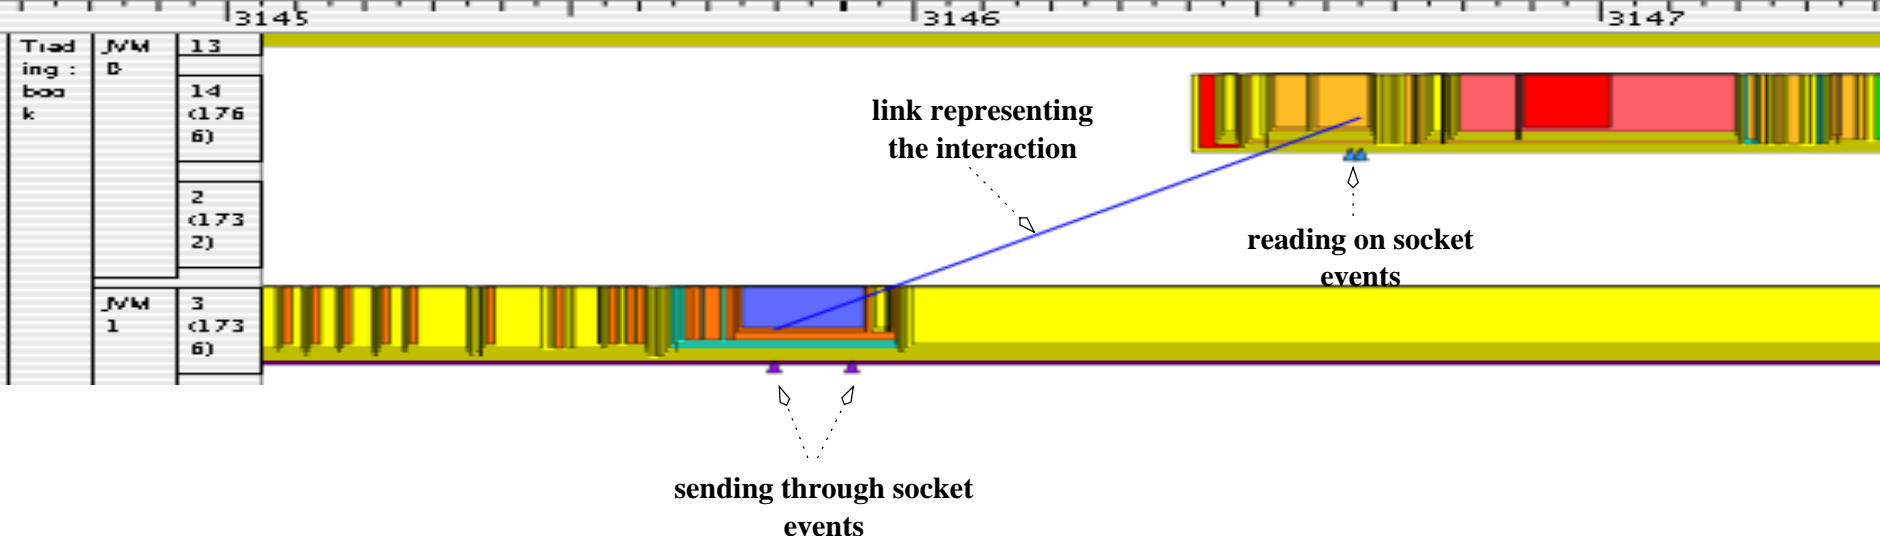 3145
3146
3147
Trad
ing :
baa
k
JVM
13
14
(176
6)
2
(173
2)
JVM
1
3
(173
6)
link representing
the interaction
reading on socket
events
sending through socket
events